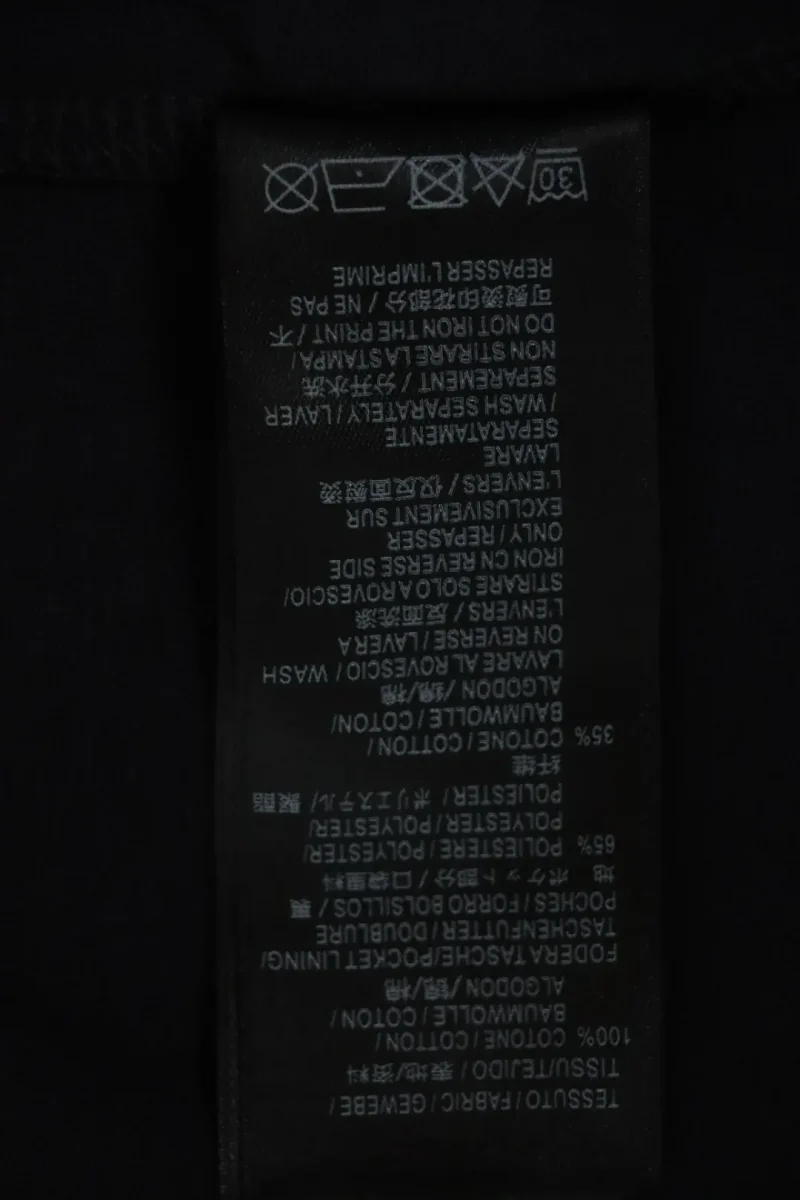 TESSUTO / FABRIC / GEWEBE /
TISSU/TEJIDO / 表地/资料
100% COTONE / COTTON /
BAUMWOLLE / COTON /
ALGODON / 綿/棉
FODERA TASCHE/POCKET LINING/
TASCHENFUTTER / DOUBLURE
POCHES / FORRO BOLSILLOS / 裏
地 ポケット部分 / 口袋里料
65% POLIESTERE / POLYESTER/
POLYESTER / POLYESTER/
POLIESTER / ポリエステル/ 聚酯
纤维
35% COTONE / COTTON /
BAUMWOLLE / COTON/
ALGODON / 綿/棉
LAVARE AL ROVESCIO / WASH
ON REVERSE / LAVER A
L'ENVERS / 反面洗涤
STIRARE SOLO A ROVESCIO/
IRON ON REVERSE SIDE
ONLY / REPASSER
EXCLUSIVEMENT SUR
L'ENVERS / 仅反面熨烫
LAVARE
SEPARATAMENTE
/ WASH SEPARATELY / LAVER
SEPAREMENT / 分开水洗
NON STIRARE LA STAMPA /
DO NOT IRON THE PRINT / 不
可熨烫印花部分 / NE PAS
REPASSER L'IMPRIME
30